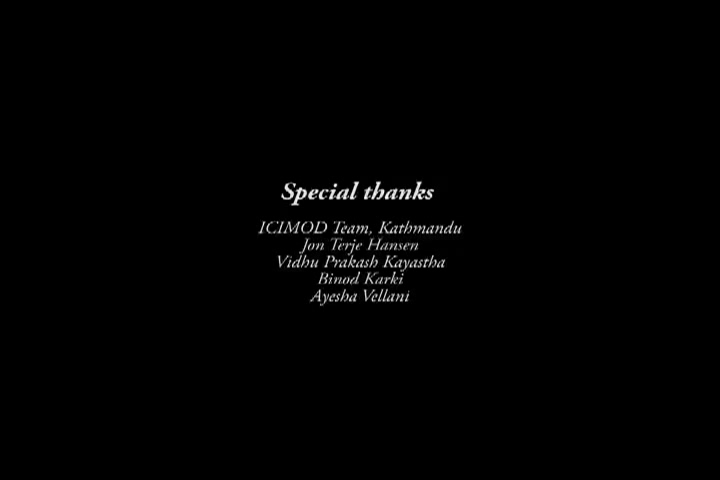 Special thanks
ICIMOD Team, Kathmandu
Jon Terje Hansen
Vidhu Prakash Kayastha
Binod Karki
Ayesha Vellani